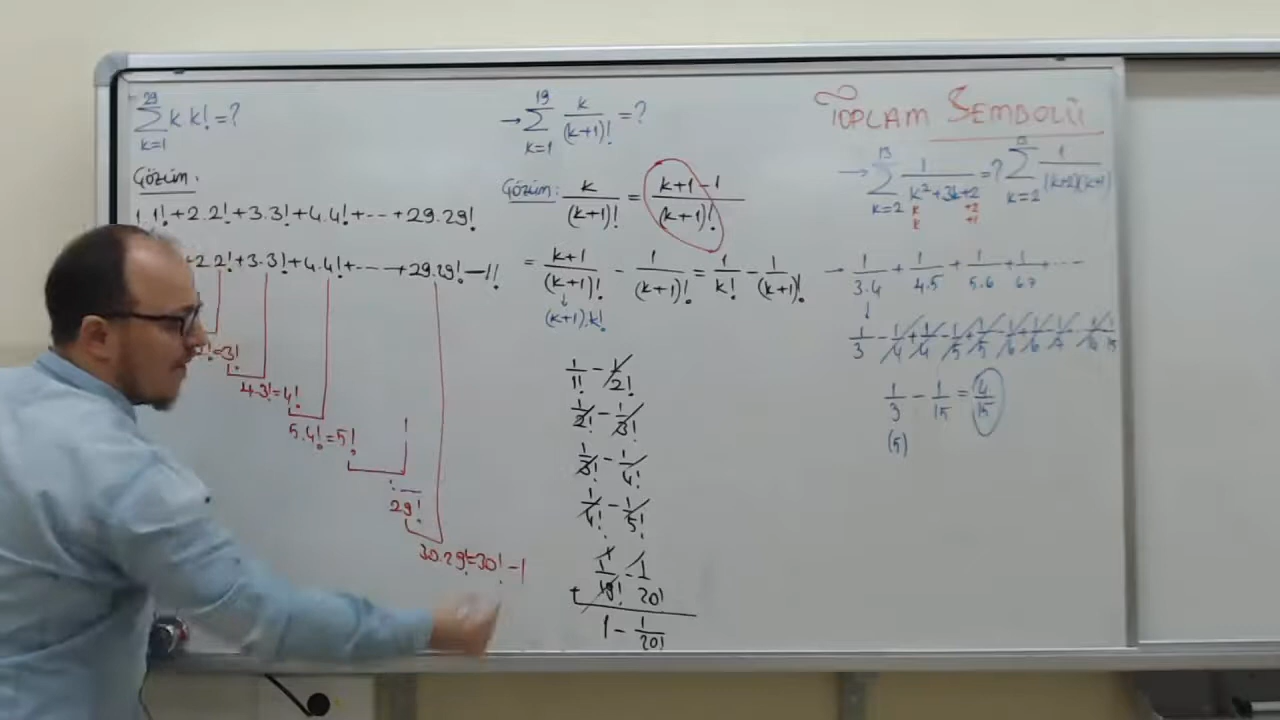 29
∑ k k! = ?
k=1
Çözüm:
1.1! + 2.2! + 3.3! + 4.4! + --- + 29.29!
+ 2.2! + 3.3! + 4.4! + --- + 29.29! - 1!
2! = 3!
4.3! = 4!
5.4! = 5!
29!
30.29! = 30! - 1
19
→ ∑ k/(k+1)! = ?
k=1
Çözüm: k/(k+1)! = (k+1-1)/(k+1)!
= (k+1)/(k+1)! - 1/(k+1)! = 1/k! - 1/(k+1)!
↓
(k+1).k!
1/1! - 1/2!
1/2! - 1/3!
1/3! - 1/4!
1/4! - 1/5!
+ 1/19! - 1/20!
1 - 1/20!
TOPLAM SEMBOLÜ
13
→ ∑ 1/(k²+3k+2) = ? ∑ 1/((k+2)(k+1))
k=2 k=2
k +2
k +1
→ 1/3.4 + 1/4.5 + 1/5.6 + 1/6.7 + ---
↓
1/3 - 1/4 + 1/4 - 1/5 + 1/5 - 1/6 + 1/6
1/3 - 1/15 = 4/15
(5)